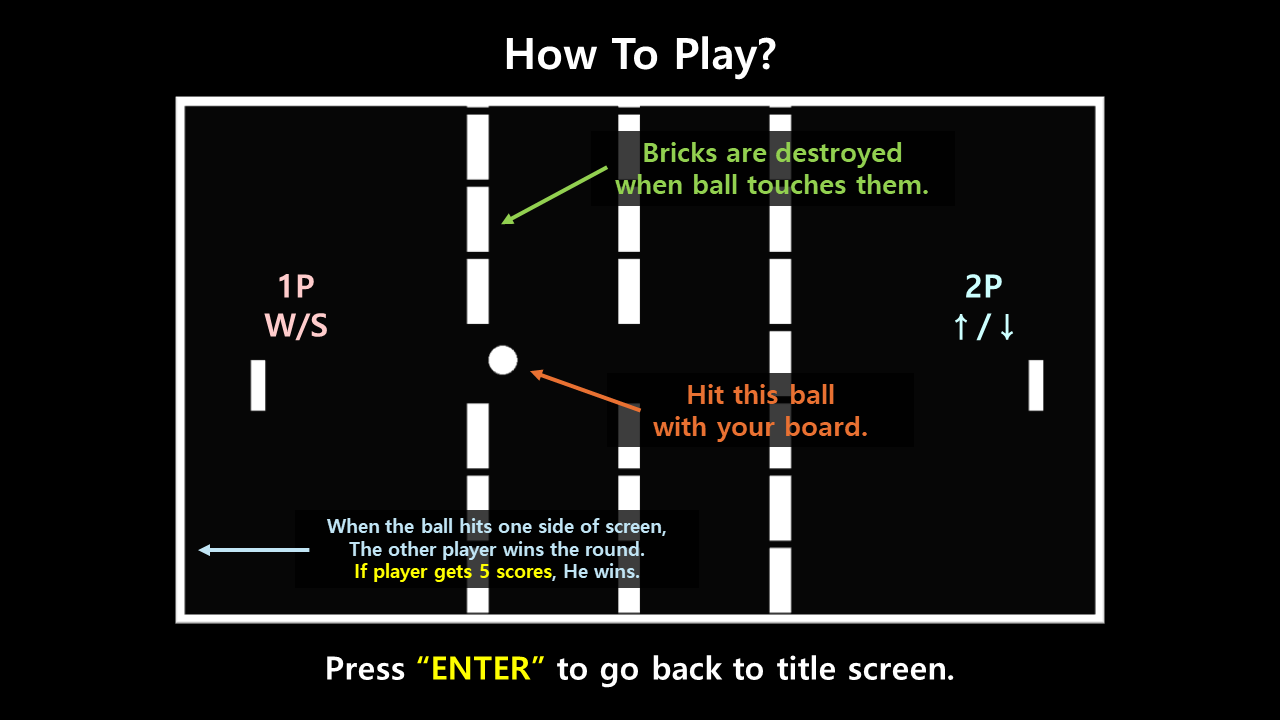 How To Play?
Bricks are destroyed
when ball touches them.
1P
W/S
2P
↑/↓
Hit this ball
with your board.
When the ball hits one side of screen,
The other player wins the round.
If player gets 5 scores, He wins.
Press “ENTER” to go back to title screen.